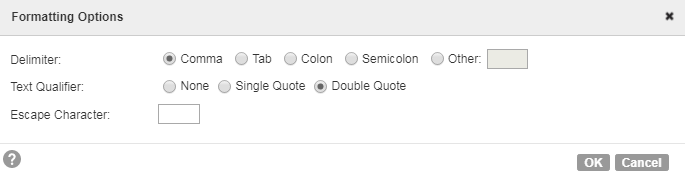 Formatting Options ✖
Delimiter: Comma Tab Colon Semicolon Other:
Text Qualifier: None Single Quote Double Quote
Escape Character:
? OK Cancel